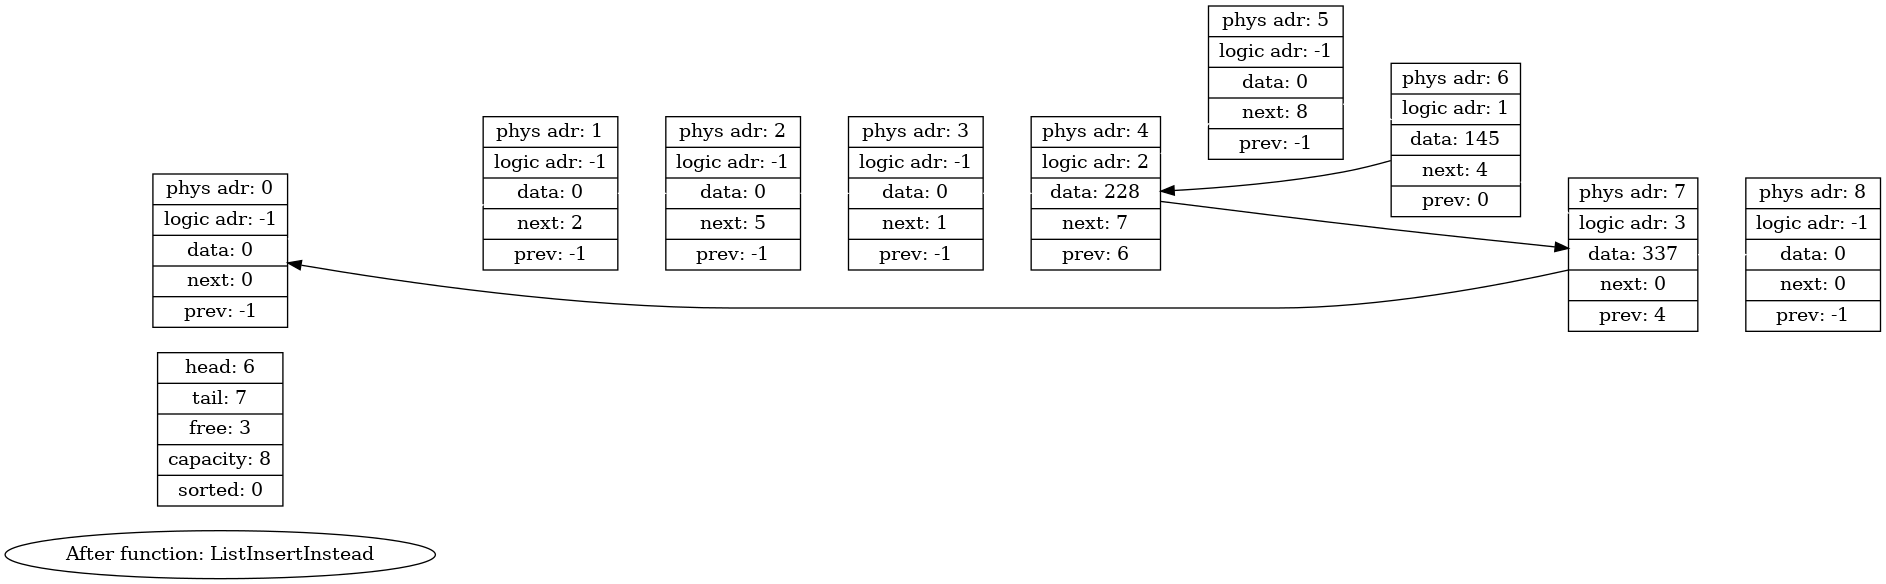 phys adr: 0
logic adr: -1
data: 0
next: 0
prev: -1
head: 6
tail: 7
free: 3
capacity: 8
sorted: 0
After function: ListInsertInstead
phys adr: 1
logic adr: -1
data: 0
next: 2
prev: -1
phys adr: 2
logic adr: -1
data: 0
next: 5
prev: -1
phys adr: 3
logic adr: -1
data: 0
next: 1
prev: -1
phys adr: 4
logic adr: 2
data: 228
next: 7
prev: 6
phys adr: 5
logic adr: -1
data: 0
next: 8
prev: -1
phys adr: 6
logic adr: 1
data: 145
next: 4
prev: 0
phys adr: 7
logic adr: 3
data: 337
next: 0
prev: 4
phys adr: 8
logic adr: -1
data: 0
next: 0
prev: -1